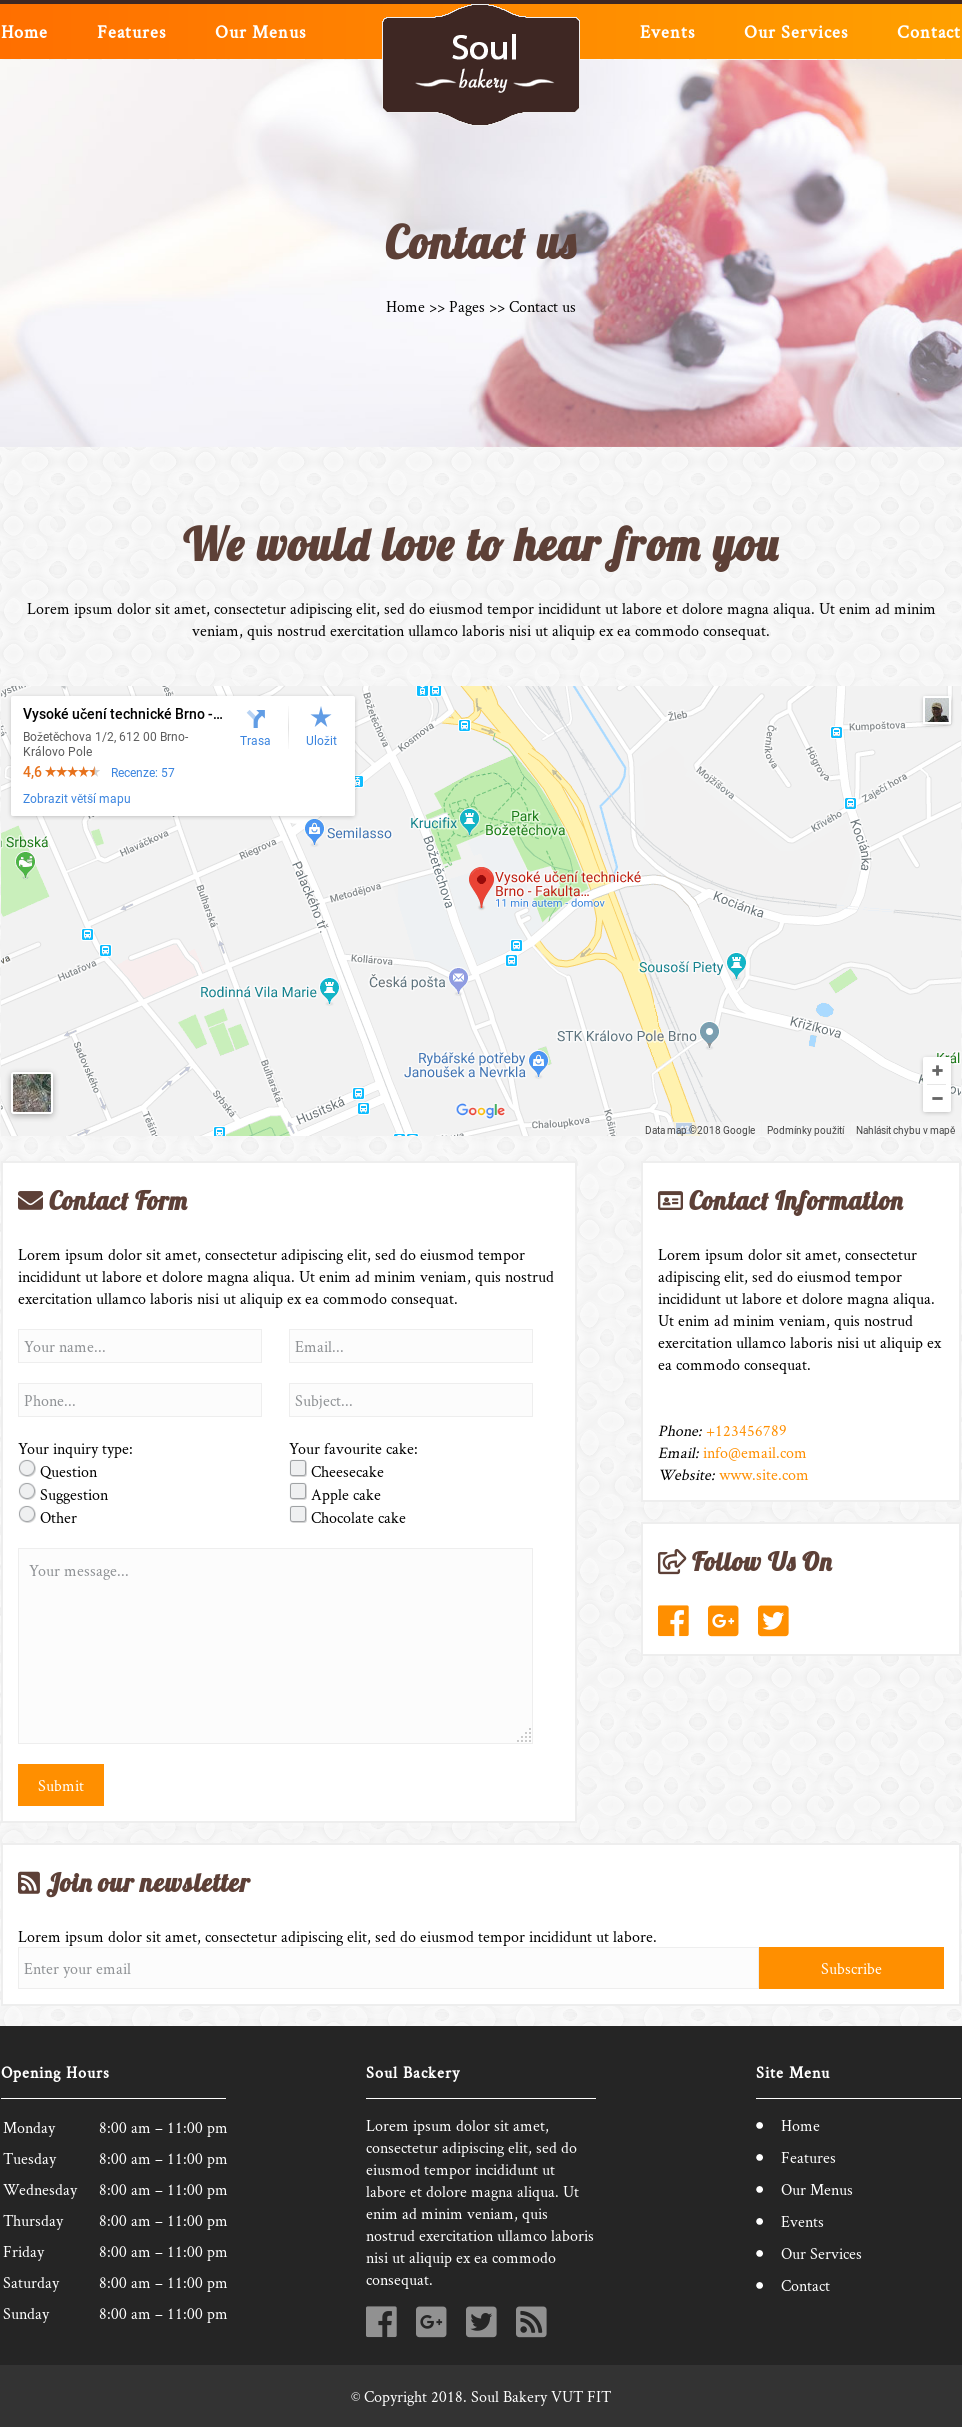 Home Features Our Menus
Soul
bakery
Events Our Services Contact
Contact us
Home >> Pages >> Contact us
We would love to hear from you
Lorem ipsum dolor sit amet, consectetur adipiscing elit, sed do eiusmod tempor incididunt ut labore et dolore magna aliqua. Ut enim ad minim
veniam, quis nostrud exercitation ullamco laboris nisi ut aliquip ex ea commodo consequat.
Vysoké učení technické Brno -...
Božetěchova 1/2, 612 00 Brno-
Královo Pole
4,6 Recenze: 57
Zobrazit větší mapu
Trasa
Uložit
Božetěchova
Kosmova
Žleb
Kumpoštova
Černíkova
Högrova
Mojžíšova
Zaječí hora
Křivého
Kociánka
Srbská
Hlaváčkova
Semilasso
Riegrova
Krucifix
Park
Božetěchova
Božetěchova
Palackého tř.
Metodějova
Bulharská
Vysoké učení technické
Brno - Fakulta...
11 min autem - domov
Kociánka
Hutařova
Kollárova
Česká pošta
Sousoší Piety
Rodinná Vila Marie
STK Královo Pole Brno
Křižíkova
Rybářské potřeby
Janoušek a Nevrkla
Sadovského
Bulharská
Husitská
Google
Chaloupkova
Data map ©2018 Google Podmínky použití Nahlásit chybu v mapě
Contact Form
Lorem ipsum dolor sit amet, consectetur adipiscing elit, sed do eiusmod tempor
incididunt ut labore et dolore magna aliqua. Ut enim ad minim veniam, quis nostrud
exercitation ullamco laboris nisi ut aliquip ex ea commodo consequat.
Your name... Email...
Phone... Subject...
Your inquiry type: Your favourite cake:
Question Cheesecake
Suggestion Apple cake
Other Chocolate cake
Your message...
Submit
Contact Information
Lorem ipsum dolor sit amet, consectetur
adipiscing elit, sed do eiusmod tempor
incididunt ut labore et dolore magna aliqua.
Ut enim ad minim veniam, quis nostrud
exercitation ullamco laboris nisi ut aliquip ex
ea commodo consequat.
Phone: +123456789
Email: info@email.com
Website: www.site.com
Follow Us On
Join our newsletter
Lorem ipsum dolor sit amet, consectetur adipiscing elit, sed do eiusmod tempor incididunt ut labore.
Enter your email Subscribe
Opening Hours
Monday 8:00 am – 11:00 pm
Tuesday 8:00 am – 11:00 pm
Wednesday 8:00 am – 11:00 pm
Thursday 8:00 am – 11:00 pm
Friday 8:00 am – 11:00 pm
Saturday 8:00 am – 11:00 pm
Sunday 8:00 am – 11:00 pm
Soul Backery
Lorem ipsum dolor sit amet,
consectetur adipiscing elit, sed do
eiusmod tempor incididunt ut
labore et dolore magna aliqua. Ut
enim ad minim veniam, quis
nostrud exercitation ullamco laboris
nisi ut aliquip ex ea commodo
consequat.
Site Menu
Home
Features
Our Menus
Events
Our Services
Contact
© Copyright 2018. Soul Bakery VUT FIT